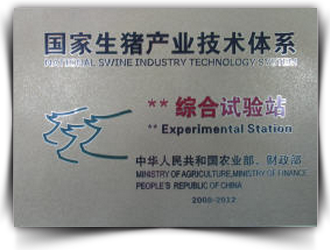 国家生猪产业技术体系
NATIONAL SWINE INDUSTRY TECHNOLOGY SYSTEM
** 综合试验站
** Experimental Station
中华人民共和国农业部、财政部
MINISTRY OF AGRICULTURE,MINISTRY OF FINANCE
PEOPLE'S REPUBLIC OF CHINA
2008-2012